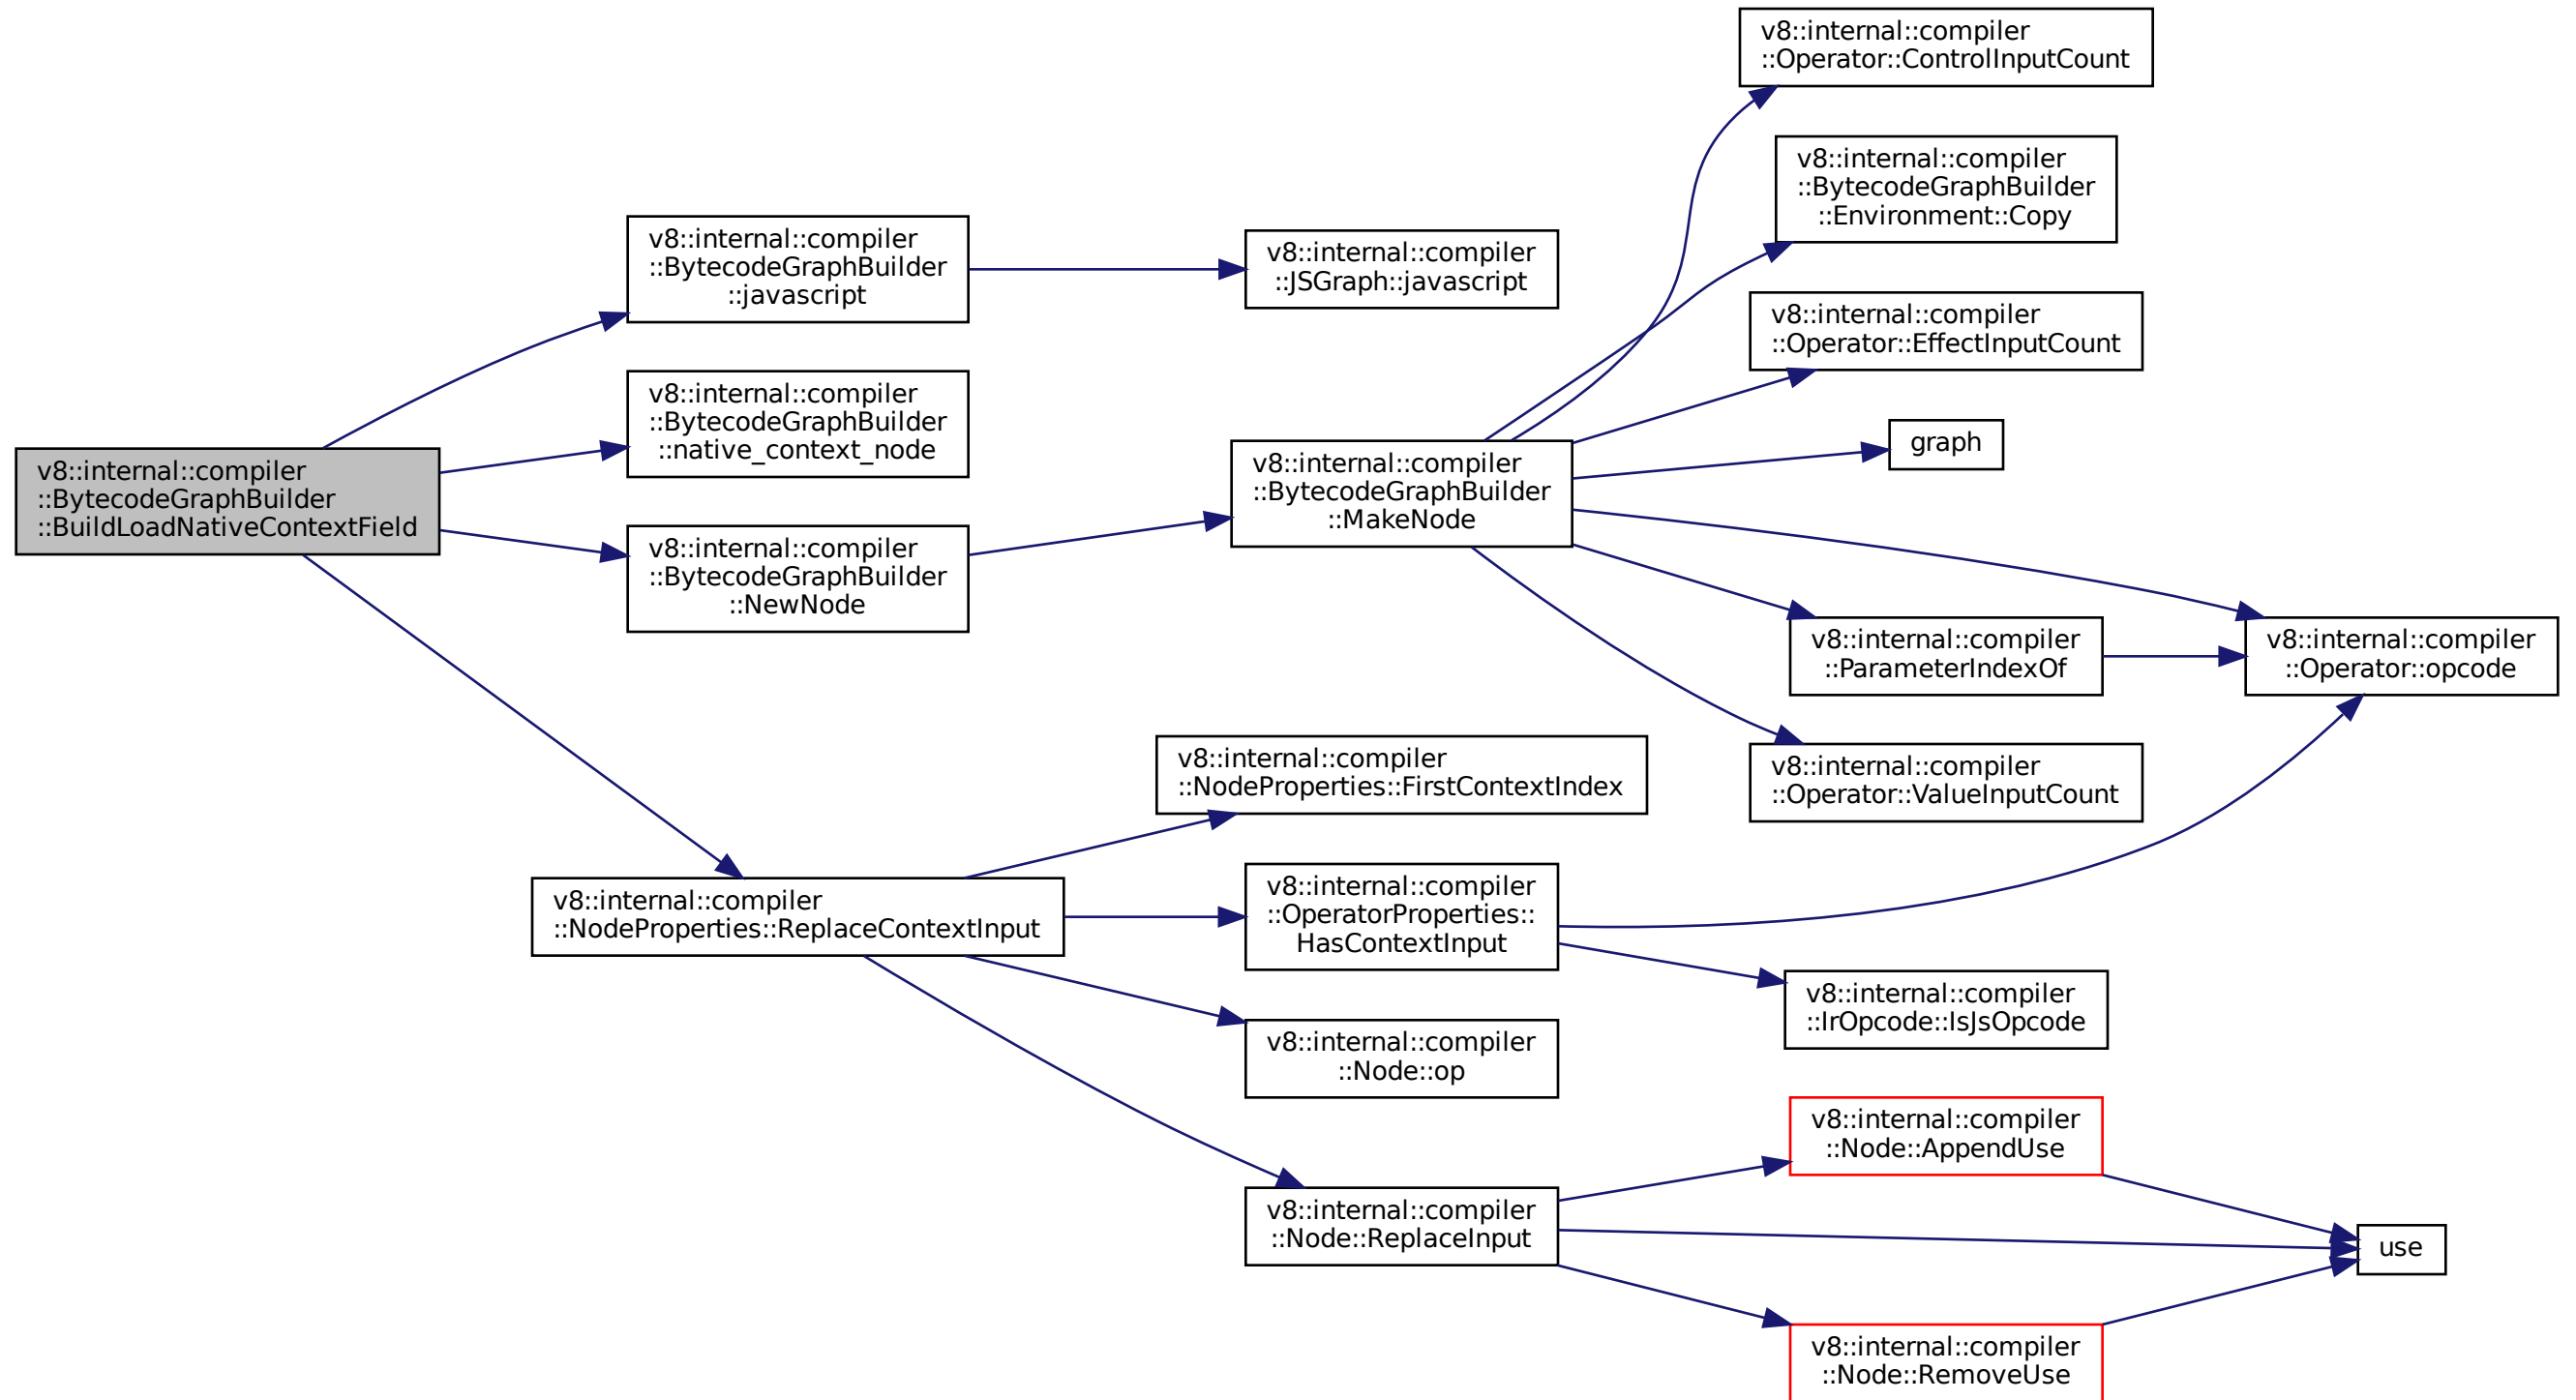 v8::internal::compiler
::BytecodeGraphBuilder
::BuildLoadNativeContextField
v8::internal::compiler
::BytecodeGraphBuilder
::javascript
v8::internal::compiler
::JSGraph::javascript
v8::internal::compiler
::BytecodeGraphBuilder
::native_context_node
v8::internal::compiler
::BytecodeGraphBuilder
::NewNode
v8::internal::compiler
::BytecodeGraphBuilder
::MakeNode
v8::internal::compiler
::Operator::ControlInputCount
v8::internal::compiler
::BytecodeGraphBuilder
::Environment::Copy
v8::internal::compiler
::Operator::EffectInputCount
graph
v8::internal::compiler
::Operator::opcode
v8::internal::compiler
::ParameterIndexOf
v8::internal::compiler
::Operator::ValueInputCount
v8::internal::compiler
::NodeProperties::ReplaceContextInput
v8::internal::compiler
::NodeProperties::FirstContextIndex
v8::internal::compiler
::OperatorProperties::
HasContextInput
v8::internal::compiler
::IrOpcode::IsJsOpcode
v8::internal::compiler
::Node::op
v8::internal::compiler
::Node::ReplaceInput
v8::internal::compiler
::Node::AppendUse
use
v8::internal::compiler
::Node::RemoveUse